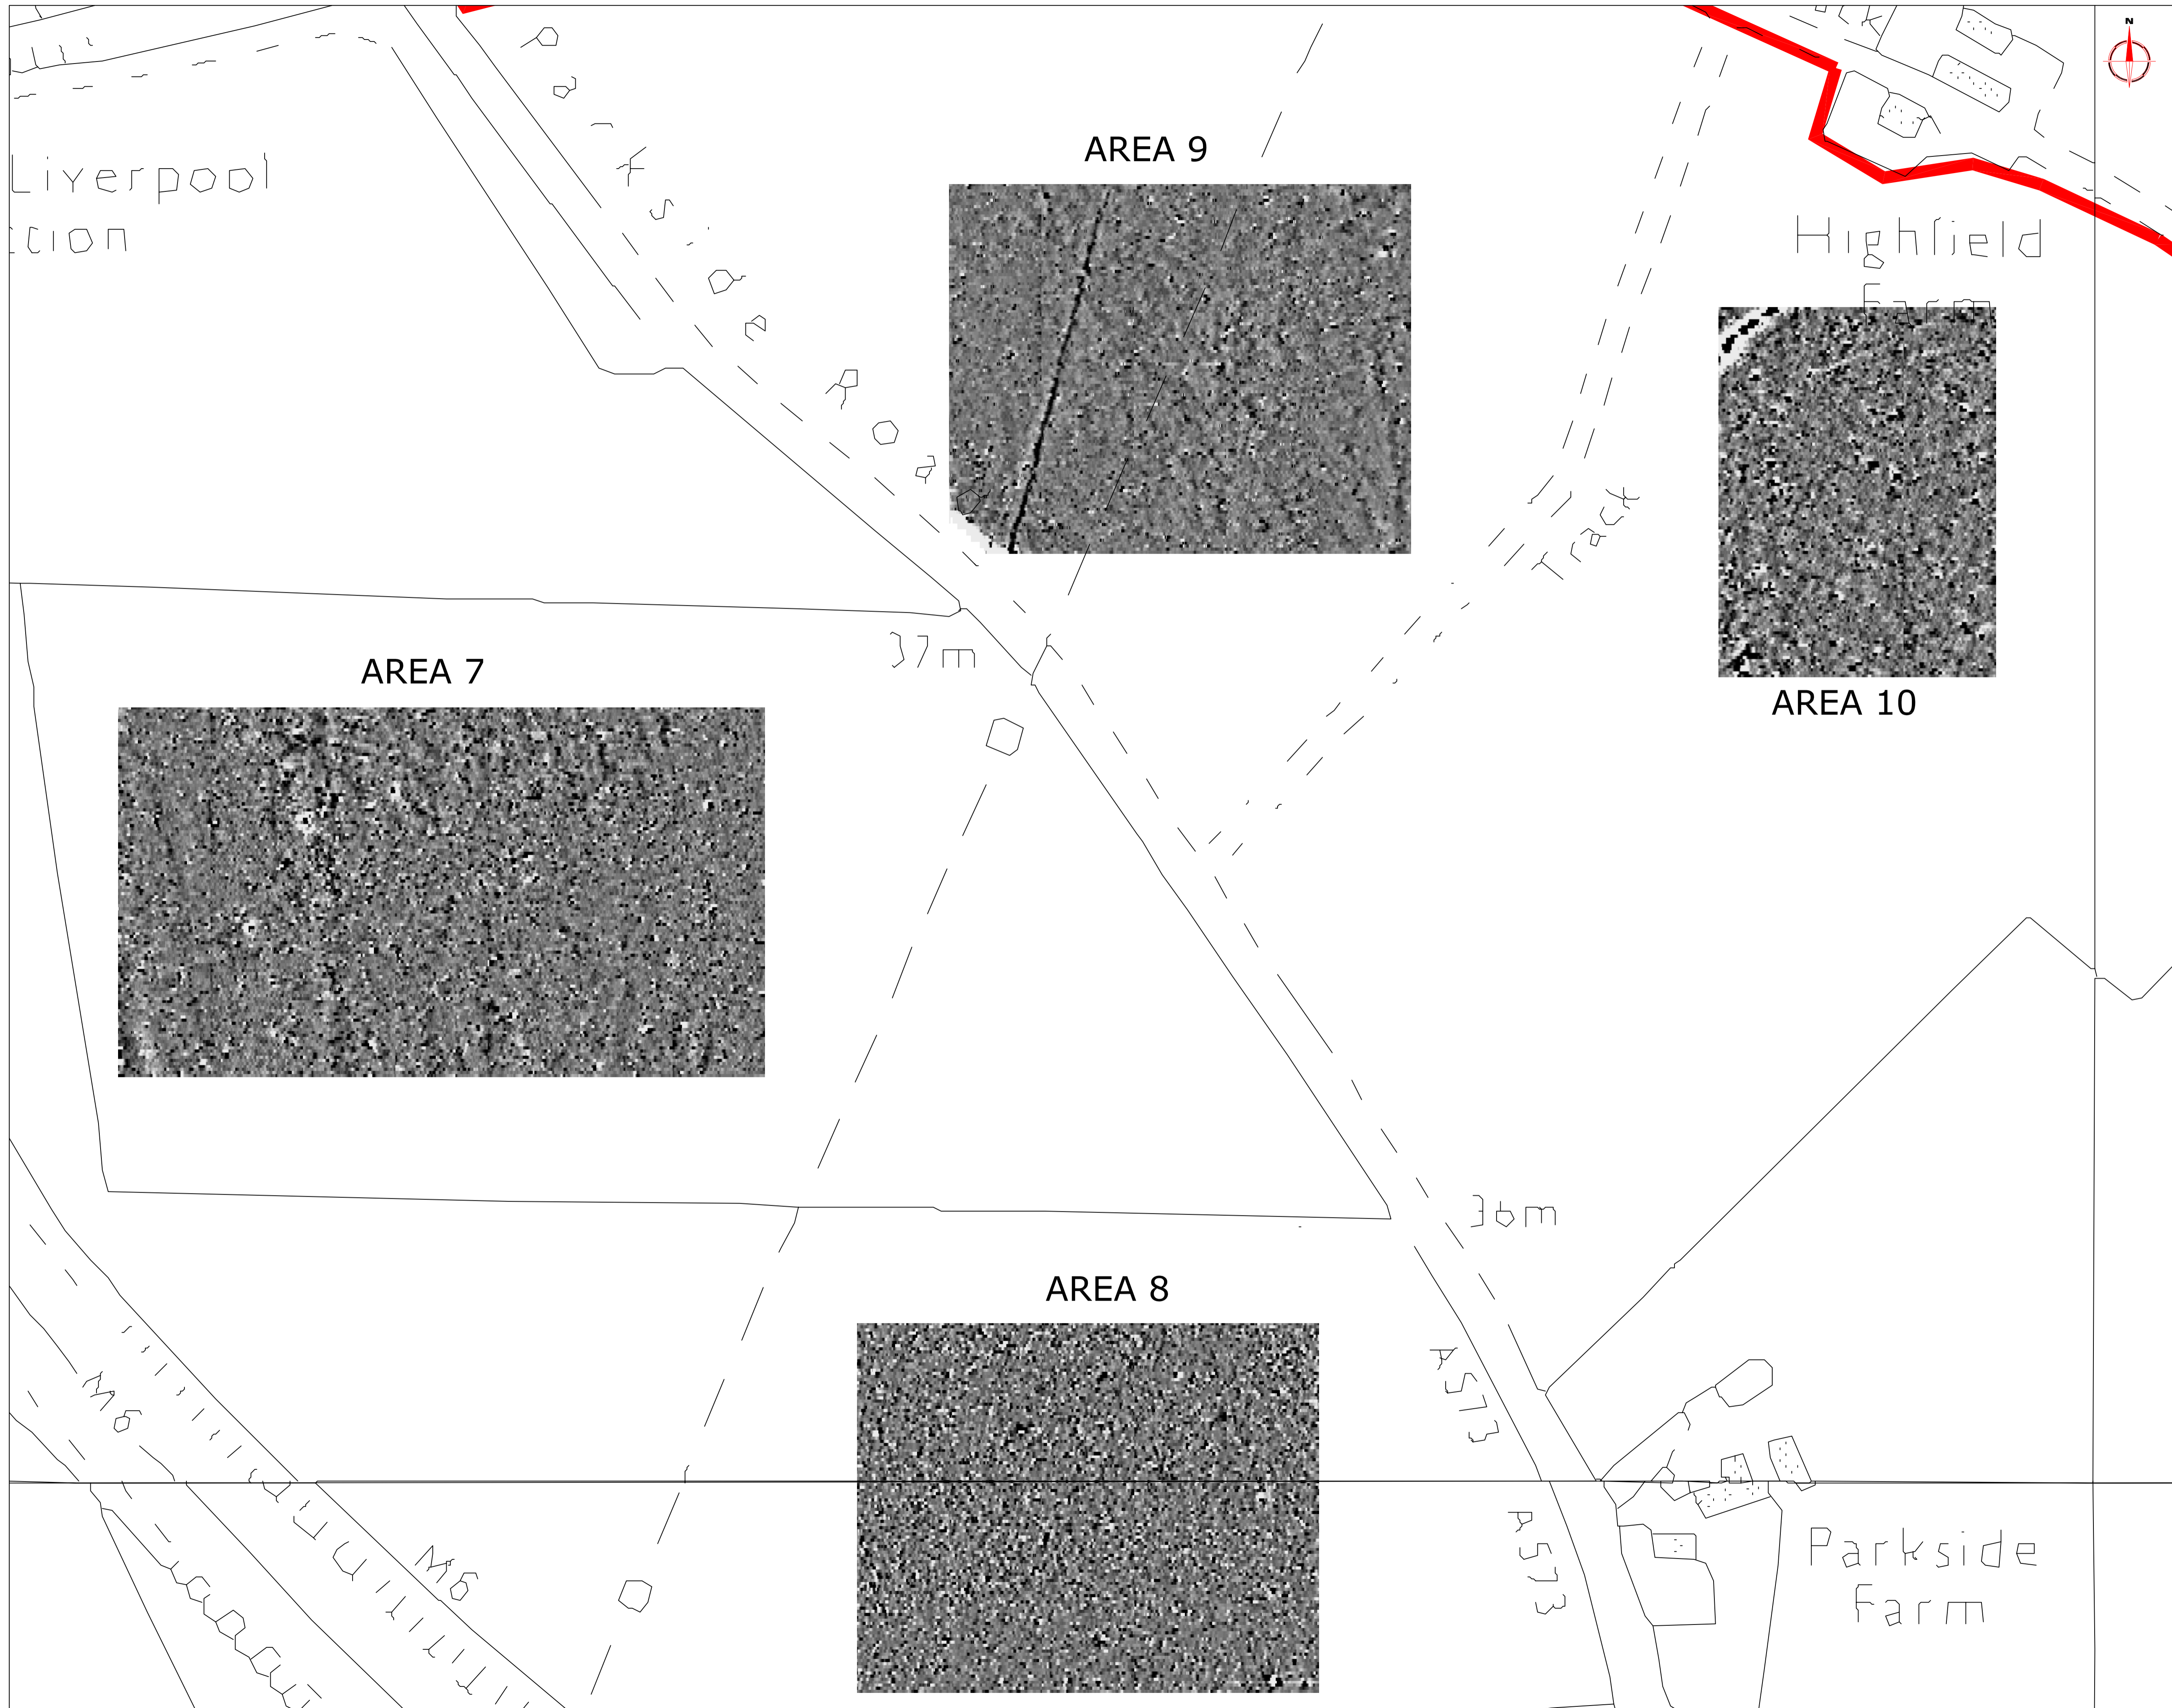 N
Liverpool
tion
Parkside Road
AREA 9
Highfield
Farm
Track
37m
AREA 7
AREA 10
36m
AREA 8
A573
M6
A573
M6
Parkside
Farm